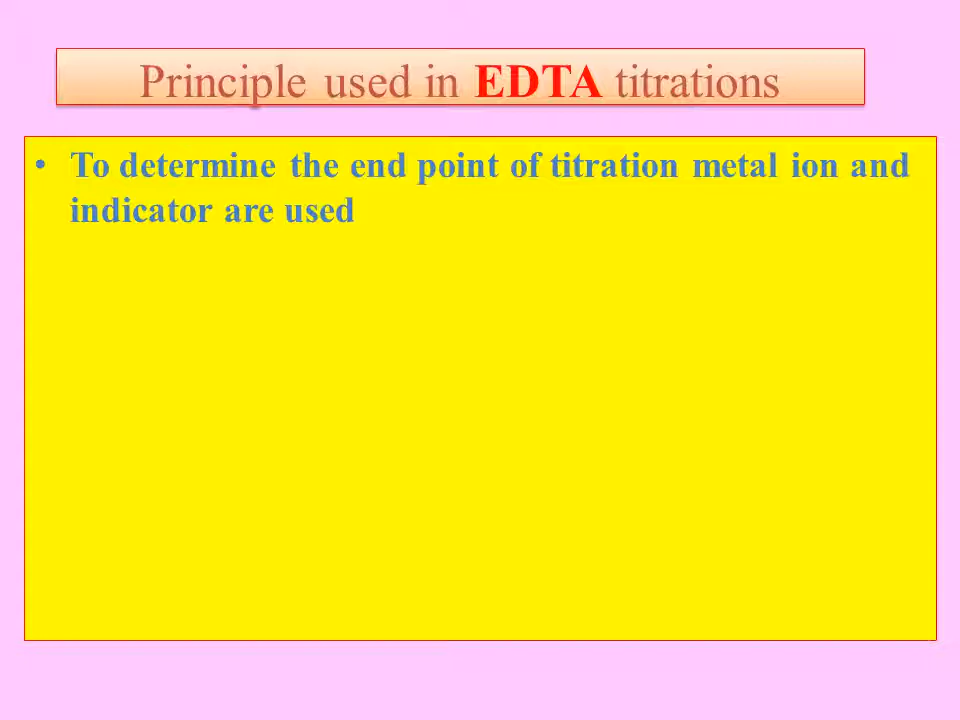 Principle used in EDTA titrations
• To determine the end point of titration metal ion and
indicator are used